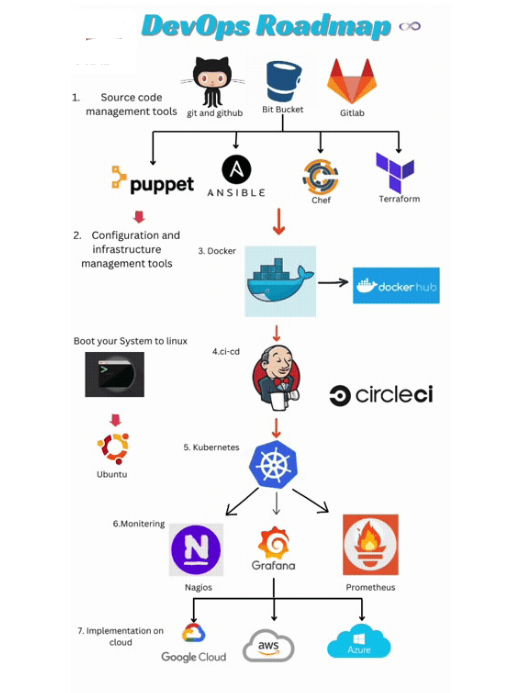 DevOps Roadmap
1. Source code
management tools
git and github
Bit Bucket
Gitlab
puppet
A
ANSIBLE
Chef
Terraform
2. Configuration and
infrastructure
management tools
3. Docker
dockerhub
Boot your System to linux
4.ci-cd
circleci
Ubuntu
5. Kubernetes
6.Monitering
N
Nagios
Grafana
Prometheus
7. Implementation on
cloud
Google Cloud
aws
Azure